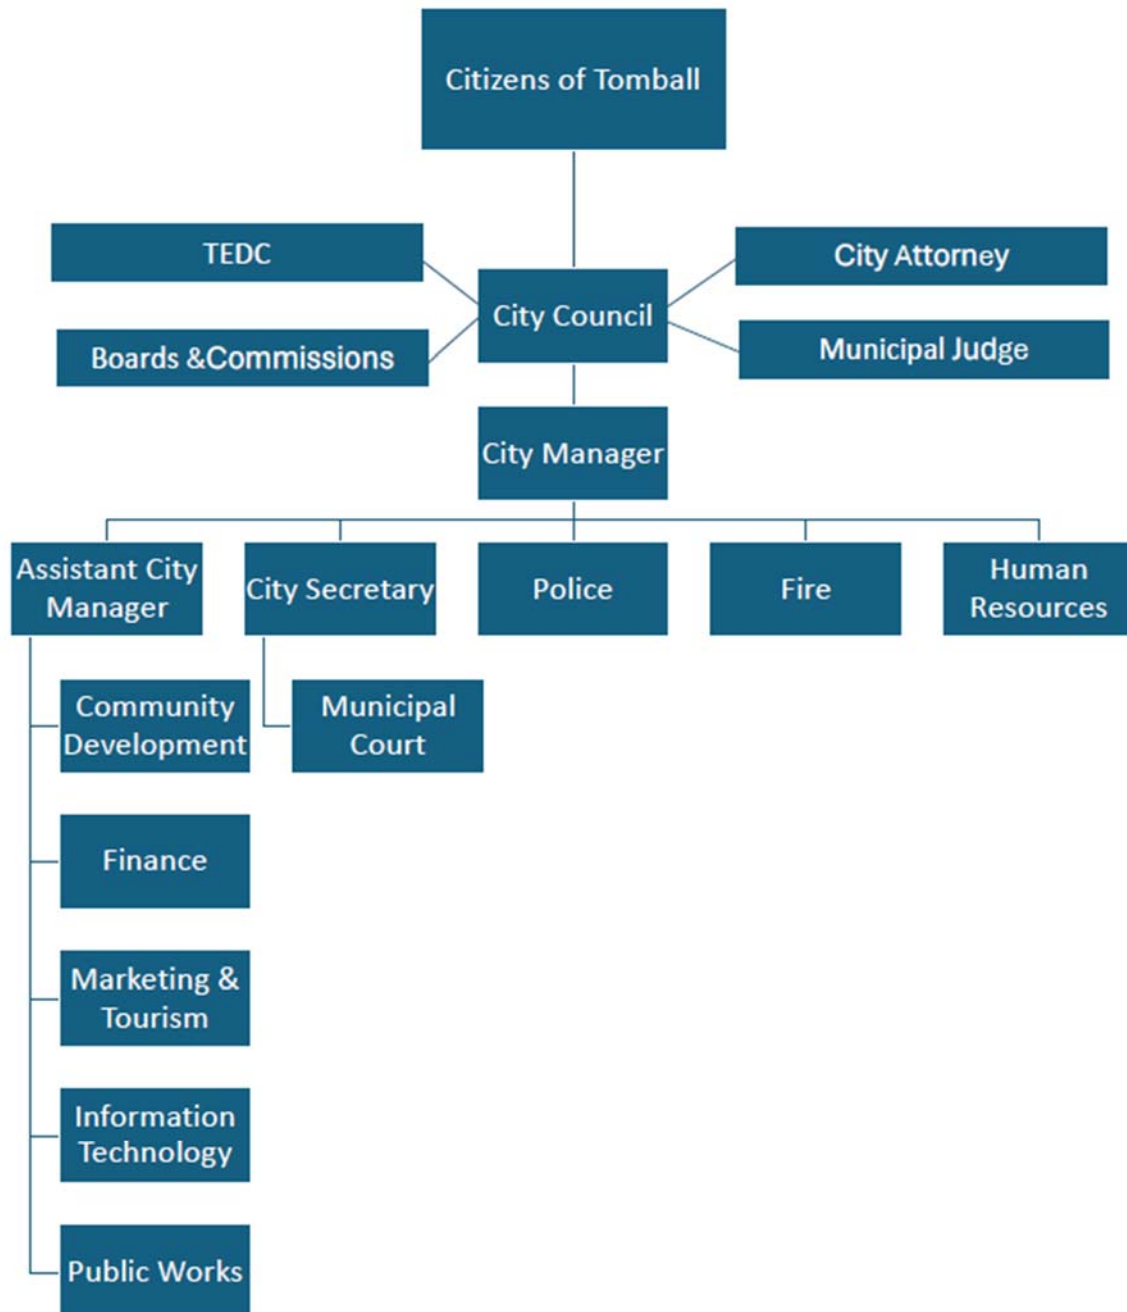 Citizens of Tomball
TEDC
City Attorney
City Council
Boards &Commissions
Municipal Judge
City Manager
Assistant City
Manager
City Secretary
Police
Fire
Human
Resources
Community
Development
Municipal
Court
Finance
Marketing &
Tourism
Information
Technology
Public Works